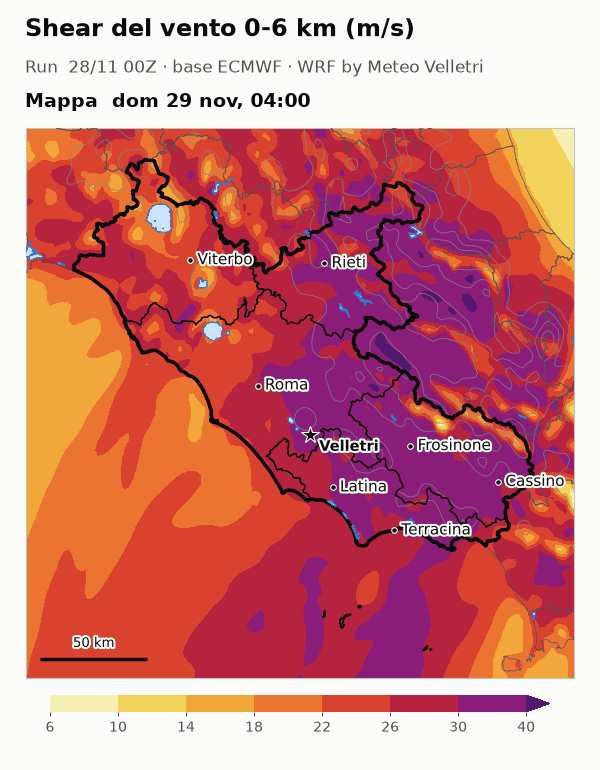 Shear del vento 0-6 km (m/s)
Run  28/11 00Z · base ECMWF · WRF by Meteo Velletri
Mappa  dom 29 nov, 04:00
Viterbo
Rieti
Roma
Velletri
Frosinone
Latina
Cassino
Terracina
50 km
6 10 14 18 22 26 30 40